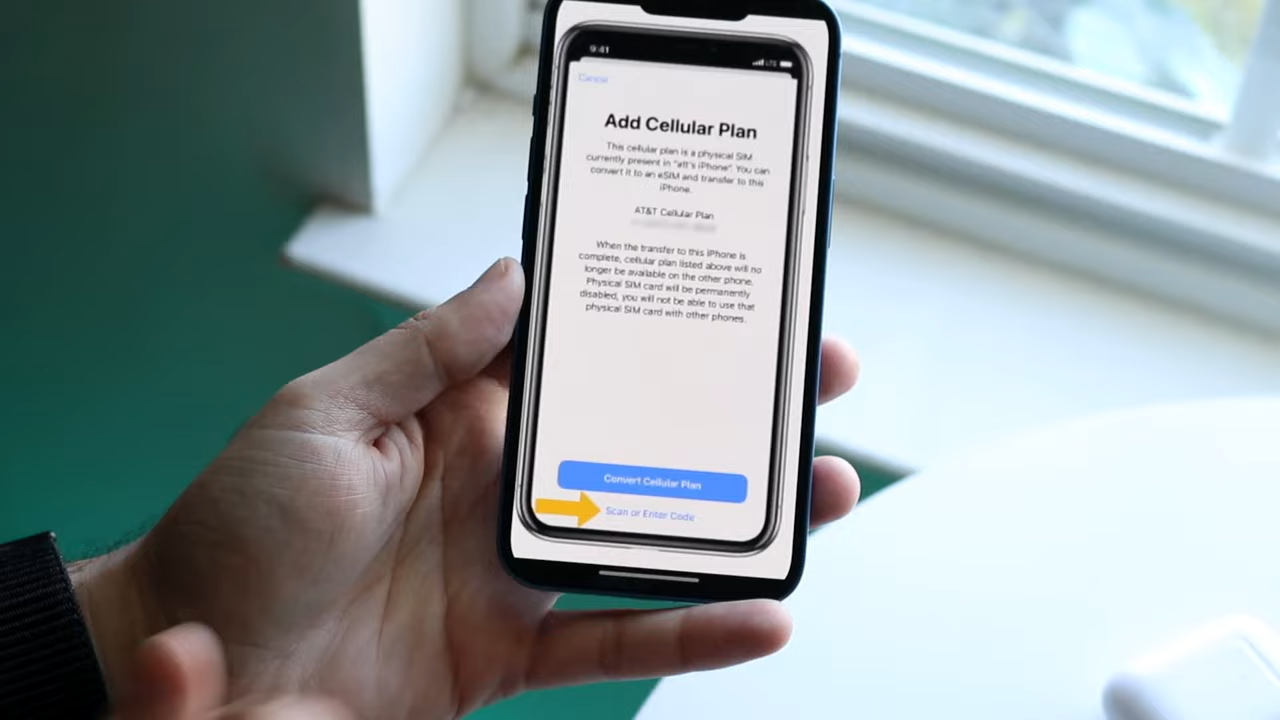 9:41
LTE
Cancel
Add Cellular Plan
This cellular plan is a physical SIM
currently present in "att's iPhone". You can
convert it to an eSIM and transfer to this
iPhone.
AT&T Cellular Plan
When the transfer to this iPhone is
complete, cellular plan listed above will no
longer be available on the other phone.
Physical SIM card will be permanently
disabled, you will not be able to use that
physical SIM card with other phones.
Convert Cellular Plan
Scan or Enter Code